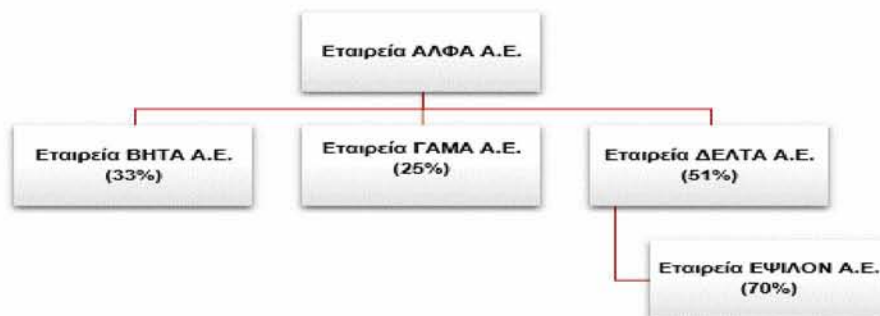 Εταιρεία ΑΛΦΑ Α.Ε.
Εταιρεία ΒΗΤΑ Α.Ε.
(33%)
Εταιρεία ΓΑΜΑ Α.Ε.
(25%)
Εταιρεία ΔΕΛΤΑ Α.Ε.
(51%)
Εταιρεία ΕΨΙΛΟΝ Α.Ε.
(70%)